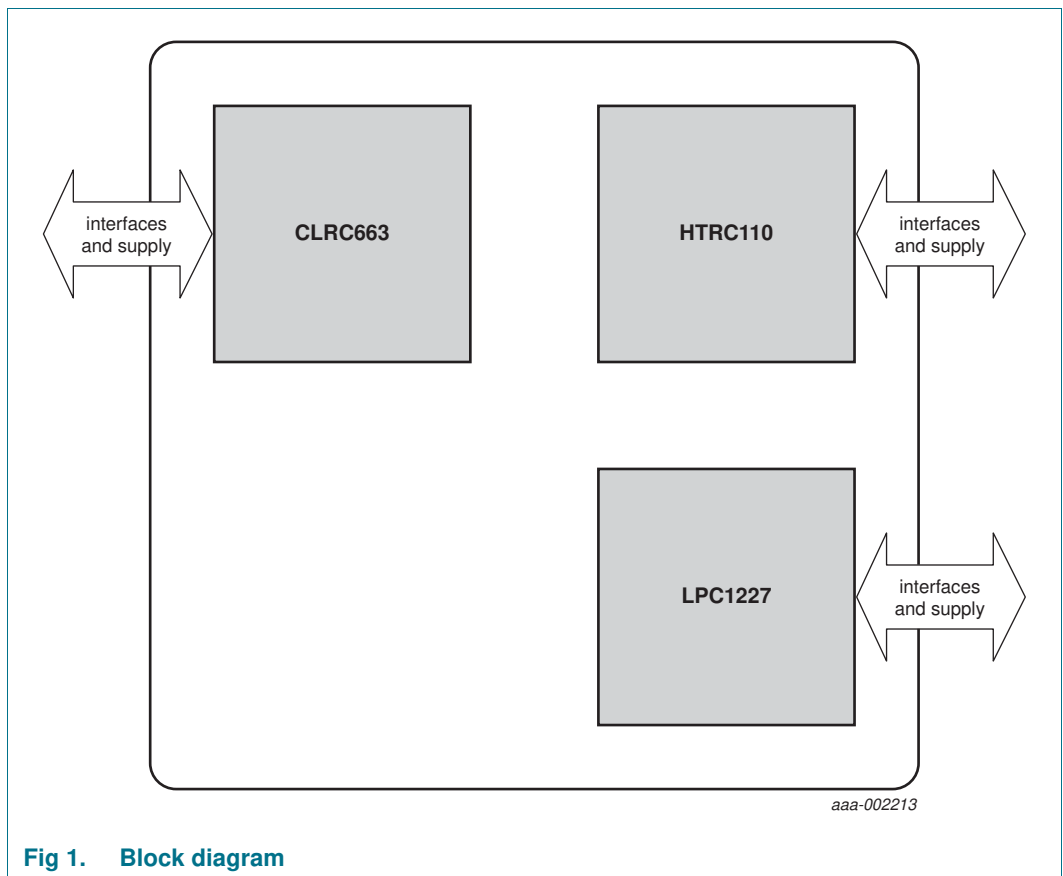 interfaces
and supply
CLRC663
HTRC110
interfaces
and supply
LPC1227
interfaces
and supply
aaa-002213
Fig 1. Block diagram